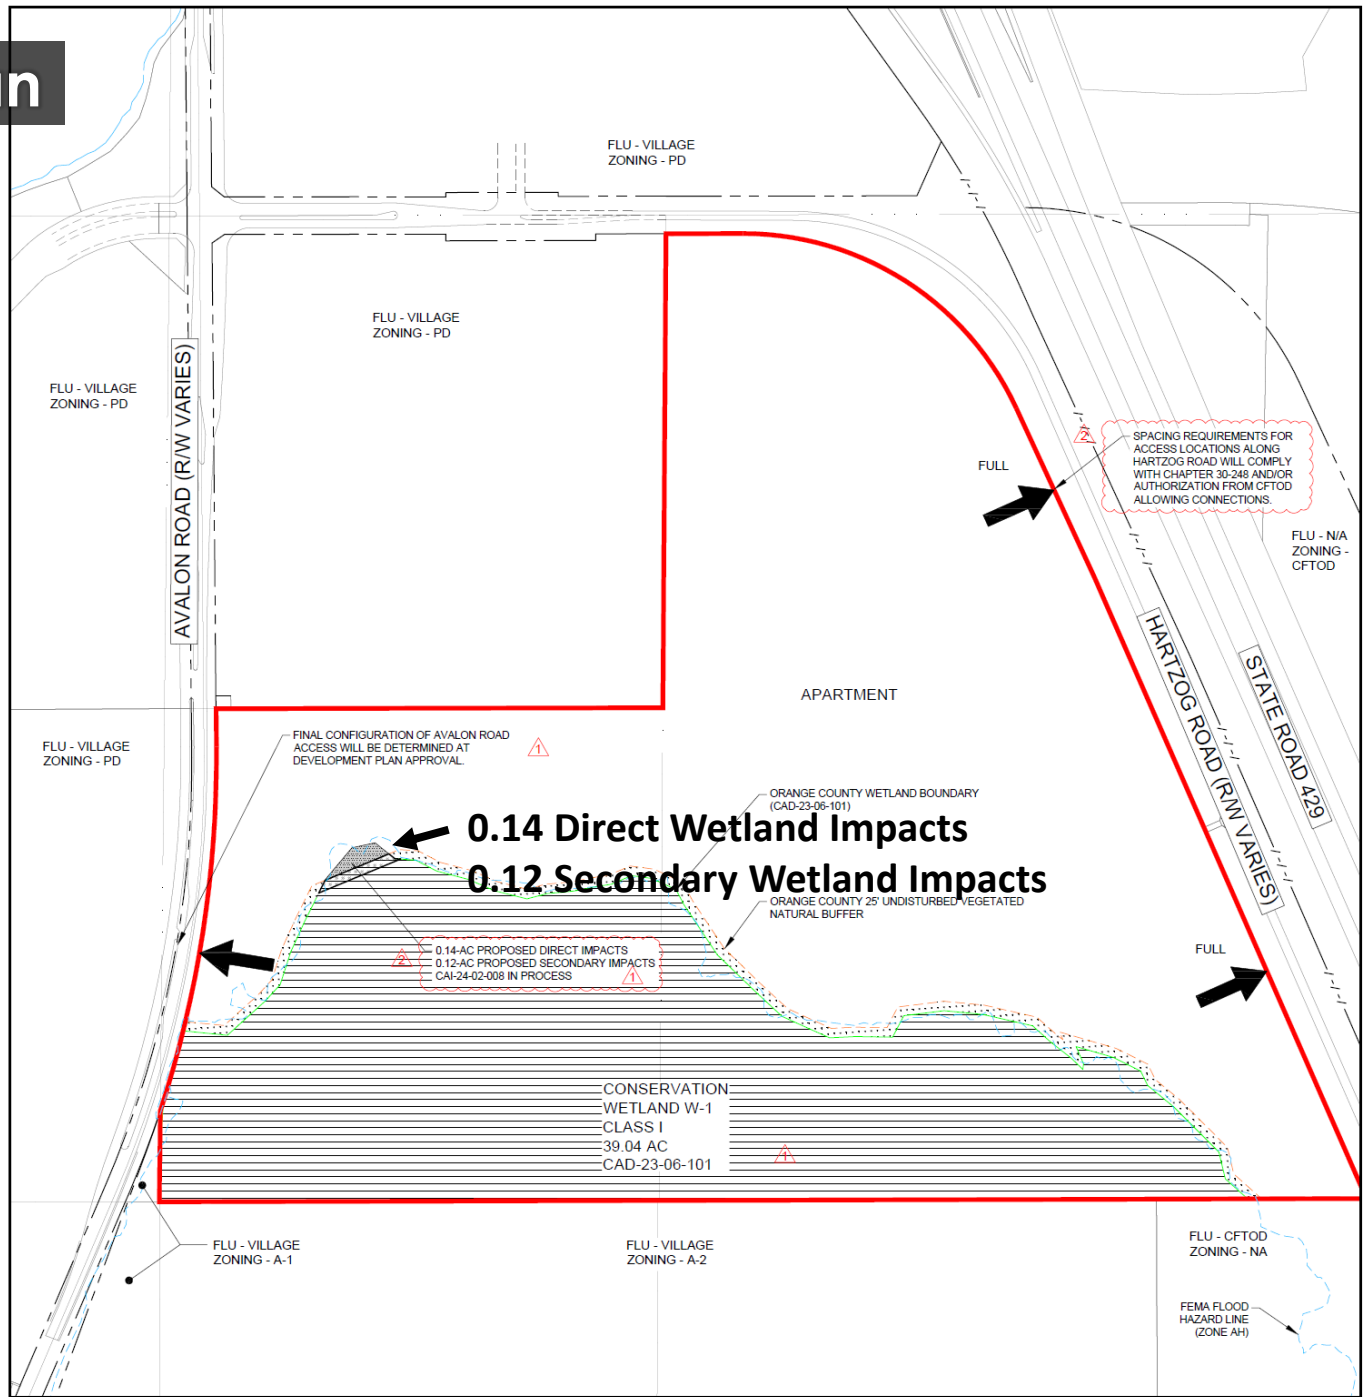 un
FLU - VILLAGE
ZONING - PD
FLU - VILLAGE
ZONING - PD
FLU - VILLAGE
ZONING - PD
AVALON ROAD (R/W VARIES)
2
SPACING REQUIREMENTS FOR
ACCESS LOCATIONS ALONG
HARTZOG ROAD WILL COMPLY
WITH CHAPTER 30-248 AND/OR
AUTHORIZATION FROM CFTOD
ALLOWING CONNECTIONS.
FULL
FLU - N/A
ZONING -
CFTOD
HARTZOG ROAD (R/W VARIES)
STATE ROAD 429
APARTMENT
FLU - VILLAGE
ZONING - PD
FINAL CONFIGURATION OF AVALON ROAD
ACCESS WILL BE DETERMINED AT
DEVELOPMENT PLAN APPROVAL.
1
ORANGE COUNTY WETLAND BOUNDARY
(CAD-23-06-101)
0.14 Direct Wetland Impacts
0.12 Secondary Wetland Impacts
ORANGE COUNTY 25' UNDISTURBED VEGETATED
NATURAL BUFFER
2
0.14-AC PROPOSED DIRECT IMPACTS
0.12-AC PROPOSED SECONDARY IMPACTS
CAI-24-02-008 IN PROCESS
1
FULL
CONSERVATION
WETLAND W-1
CLASS I
39.04 AC
CAD-23-06-101
1
FLU - VILLAGE
ZONING - A-1
FLU - VILLAGE
ZONING - A-2
FLU - CFTOD
ZONING - NA
FEMA FLOOD
HAZARD LINE
(ZONE AH)